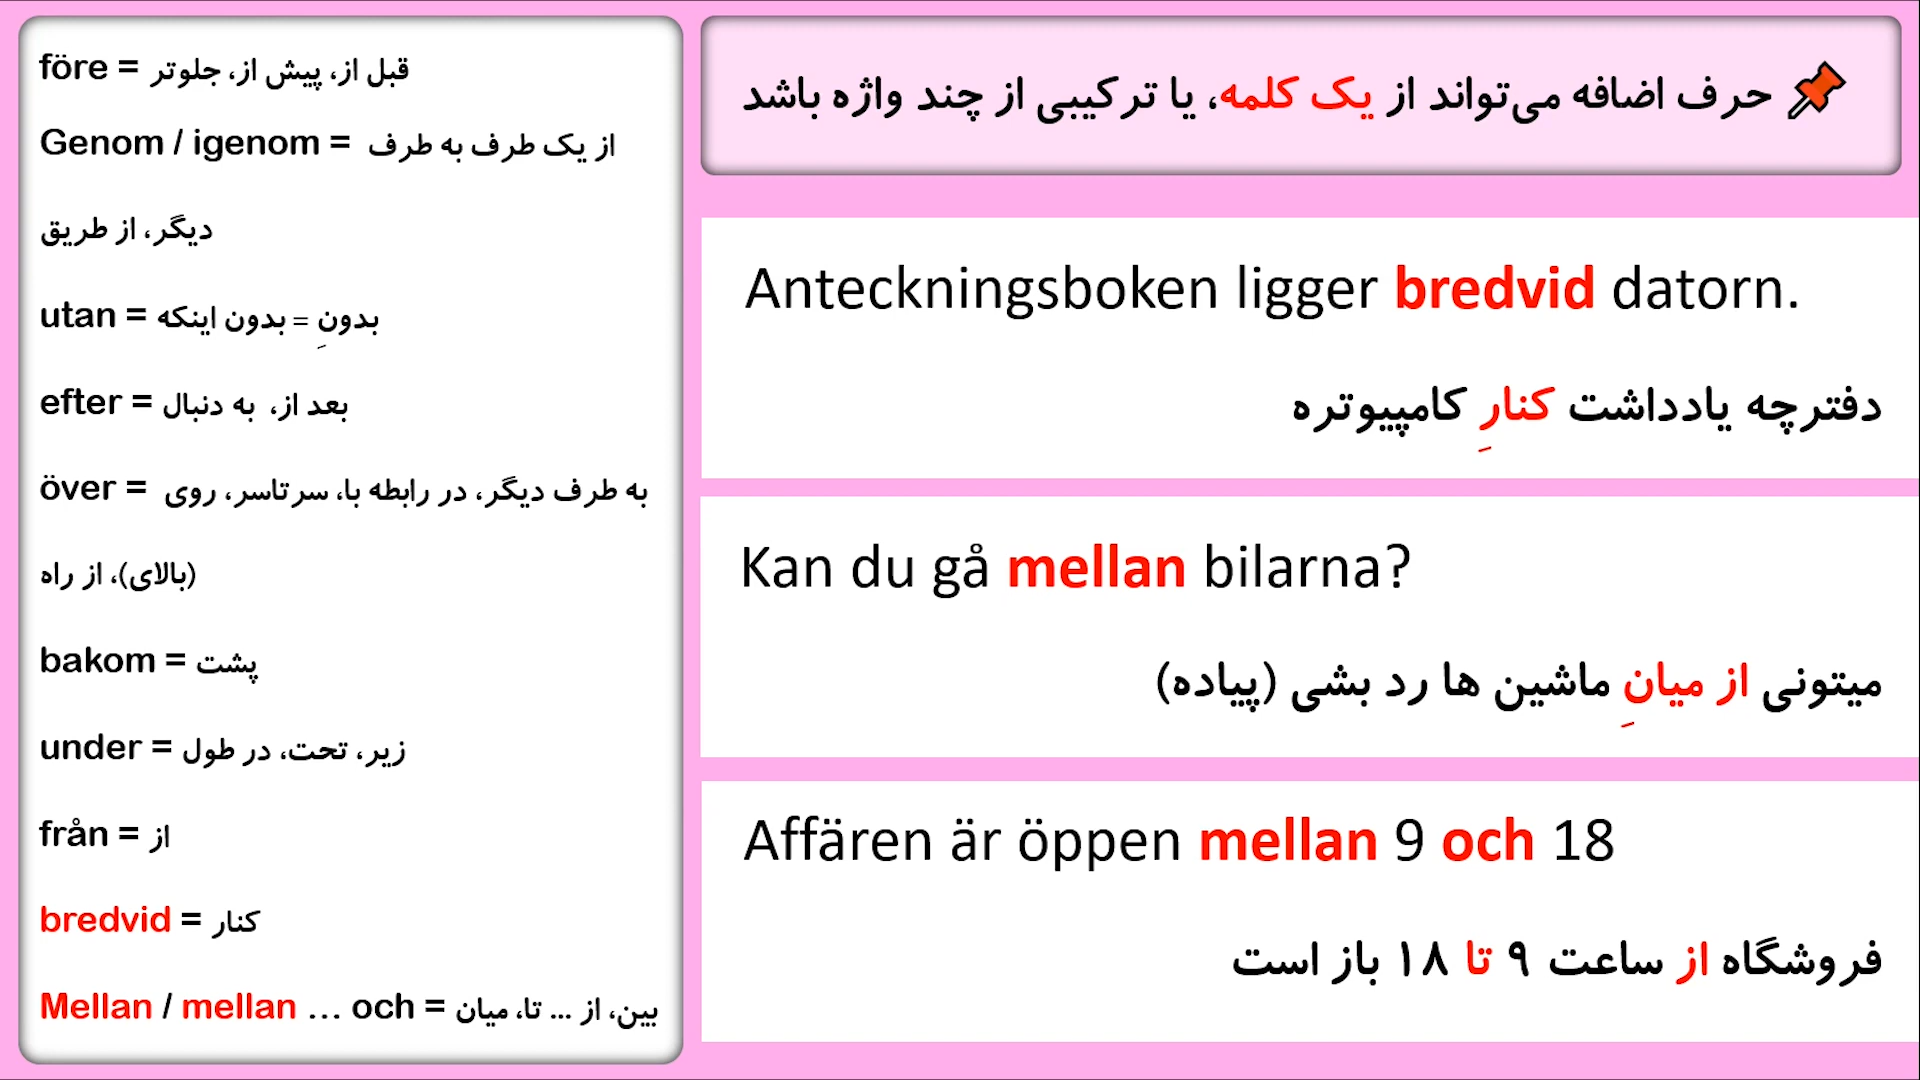 före = قبل از، پیش از، جلوتر
Genom / igenom = از یک طرف به طرف
دیگر، از طریق
utan = بدونِ = بدون اینکه
efter = بعد از، به دنبال
över = به طرف دیگر، در رابطه با، سرتاسر، روی
(بالای)، از راه
bakom = پشت
under = زیر، تحت، در طول
från = از
bredvid = کنار
Mellan / mellan ... och = بین، از ... تا، میان
📌 حرف اضافه می‌تواند از یک کلمه، یا ترکیبی از چند واژه باشد
Anteckningsboken ligger bredvid datorn.
دفترچه یادداشت کنارِ کامپیوتره
Kan du gå mellan bilarna?
میتونی از میانِ ماشین ها رد بشی (پیاده)
Affären är öppen mellan 9 och 18
فروشگاه از ساعت ۹ تا ۱۸ باز است